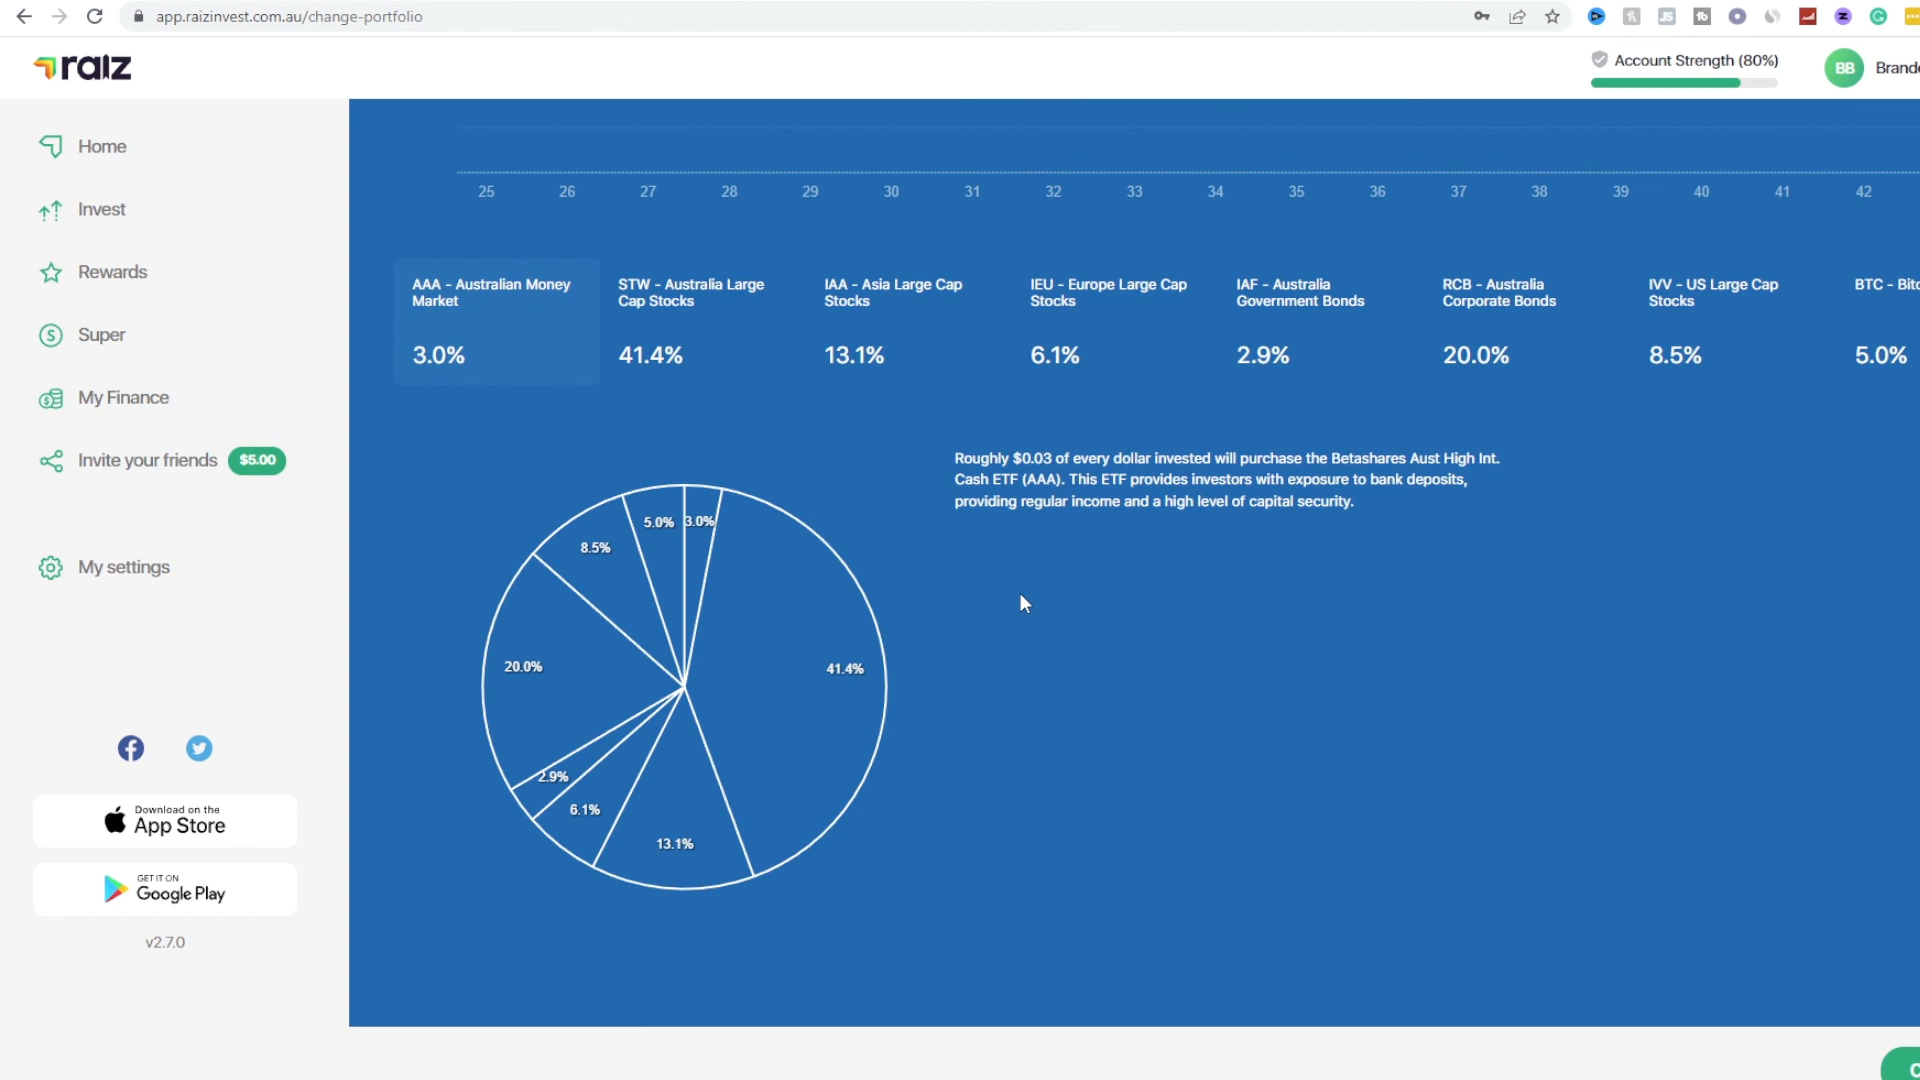 app.raizinvest.com.au/change-portfolio
raiz
Account Strength (80%)
BB
Home
Invest
Rewards
Super
My Finance
Invite your friends $5.00
My settings
Download on the
App Store
GET IT ON
Google Play
v2.7.0
25 26 27 28 29 30 31 32 33 34 35 36 37 38 39 40 41 42
AAA - Australian Money
Market
3.0%
STW - Australia Large
Cap Stocks
41.4%
IAA - Asia Large Cap
Stocks
13.1%
IEU - Europe Large Cap
Stocks
6.1%
IAF - Australia
Government Bonds
2.9%
RCB - Australia
Corporate Bonds
20.0%
IVV - US Large Cap
Stocks
8.5%
BTC -
5.0%
Roughly $0.03 of every dollar invested will purchase the Betashares Aust High Int.
Cash ETF (AAA). This ETF provides investors with exposure to bank deposits,
providing regular income and a high level of capital security.
5.0%
3.0%
8.5%
20.0%
41.4%
2.9%
6.1%
13.1%